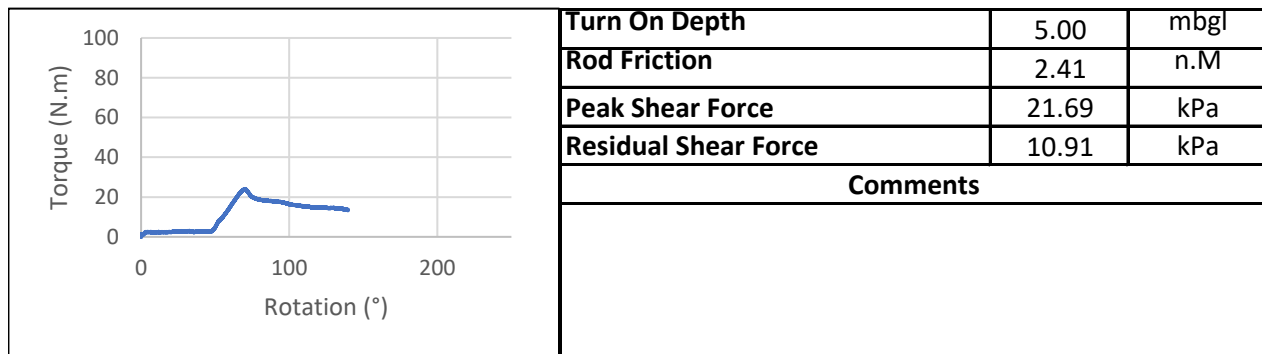 100
80
60
40
20
0
Torque (N.m)
0 100 200
Rotation (°)
Turn On Depth 5.00 mbgl
Rod Friction 2.41 n.M
Peak Shear Force 21.69 kPa
Residual Shear Force 10.91 kPa
Comments